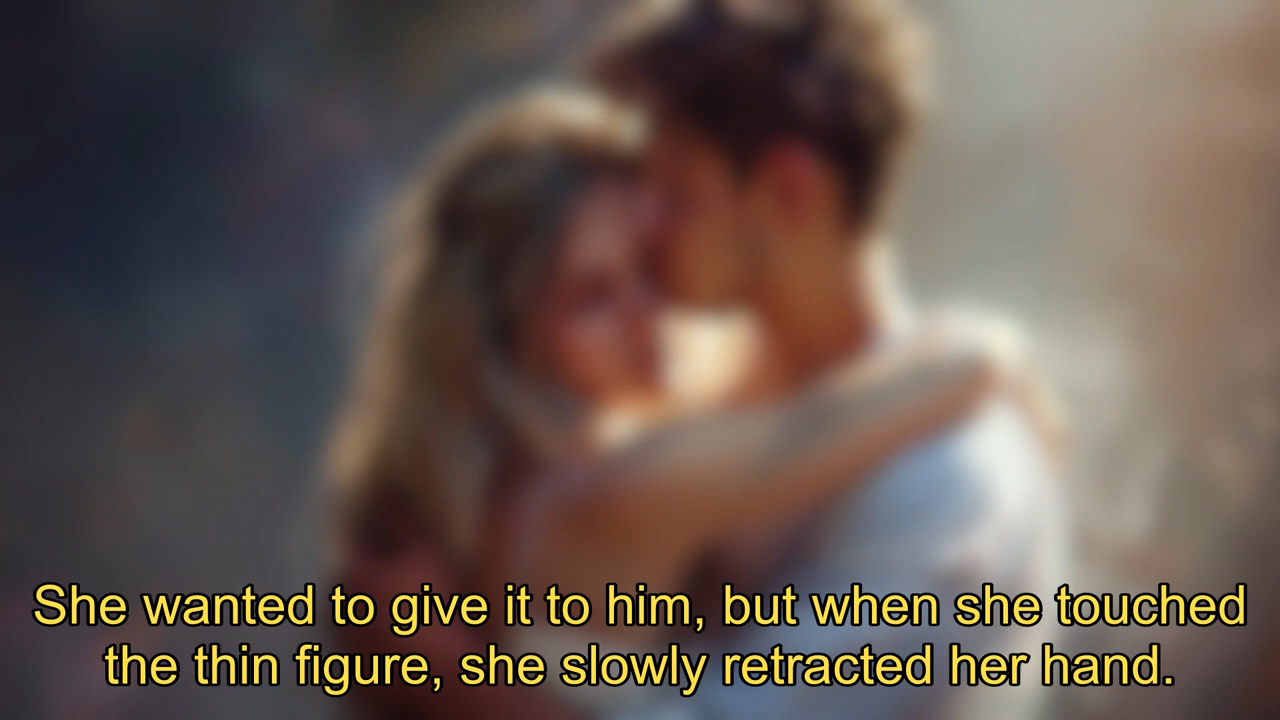 She wanted to give it to him, but when she touched
the thin figure, she slowly retracted her hand.